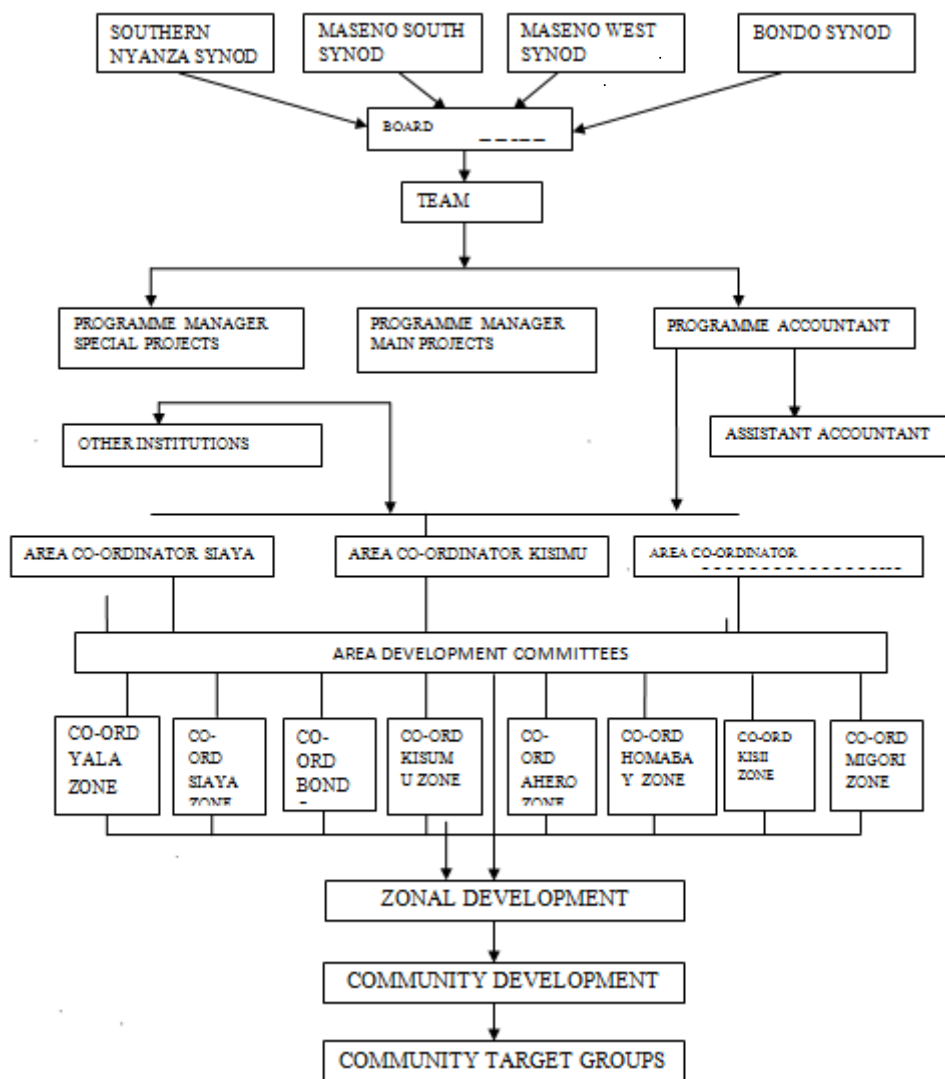 SOUTHERN
NYANZA SYNOD
MASENO SOUTH
SYNOD
MASENO WEST
SYNOD
BONDO SYNOD
BOARD
TEAM
PROGRAMME MANAGER
SPECIAL PROJECTS
PROGRAMME MANAGER
MAIN PROJECTS
PROGRAMME ACCOUNTANT
OTHER INSTITUTIONS
ASSISTANT ACCOUNTANT
AREA CO-ORDINATOR SIAYA
AREA CO-ORDINATOR KISIMU
AREA CO-ORDINATOR
AREA DEVELOPMENT COMMITTEES
CO-ORD
YALA
ZONE
CO-
ORD
SIAYA
ZONE
CO-
ORD
BOND
CO-ORD
KISUM
U ZONE
CO-
ORD
AHERO
ZONE
CO-ORD
HOMABA
Y ZONE
CO-ORD
KISII
ZONE
CO-ORD
MIGORI
ZONE
ZONAL DEVELOPMENT
COMMUNITY DEVELOPMENT
COMMUNITY TARGET GROUPS